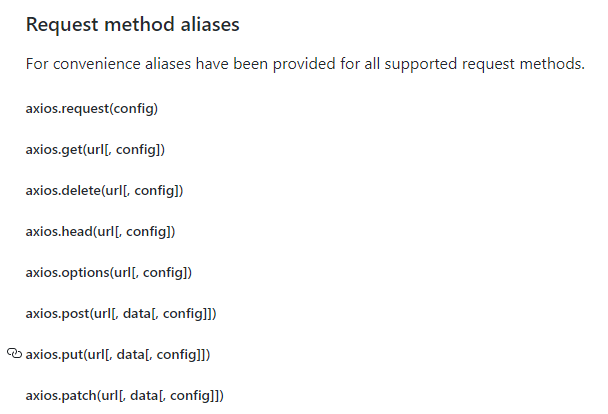 Request method aliases
For convenience aliases have been provided for all supported request methods.
axios.request(config)
axios.get(url[, config])
axios.delete(url[, config])
axios.head(url[, config])
axios.options(url[, config])
axios.post(url[, data[, config]])
axios.put(url[, data[, config]])
axios.patch(url[, data[, config]])